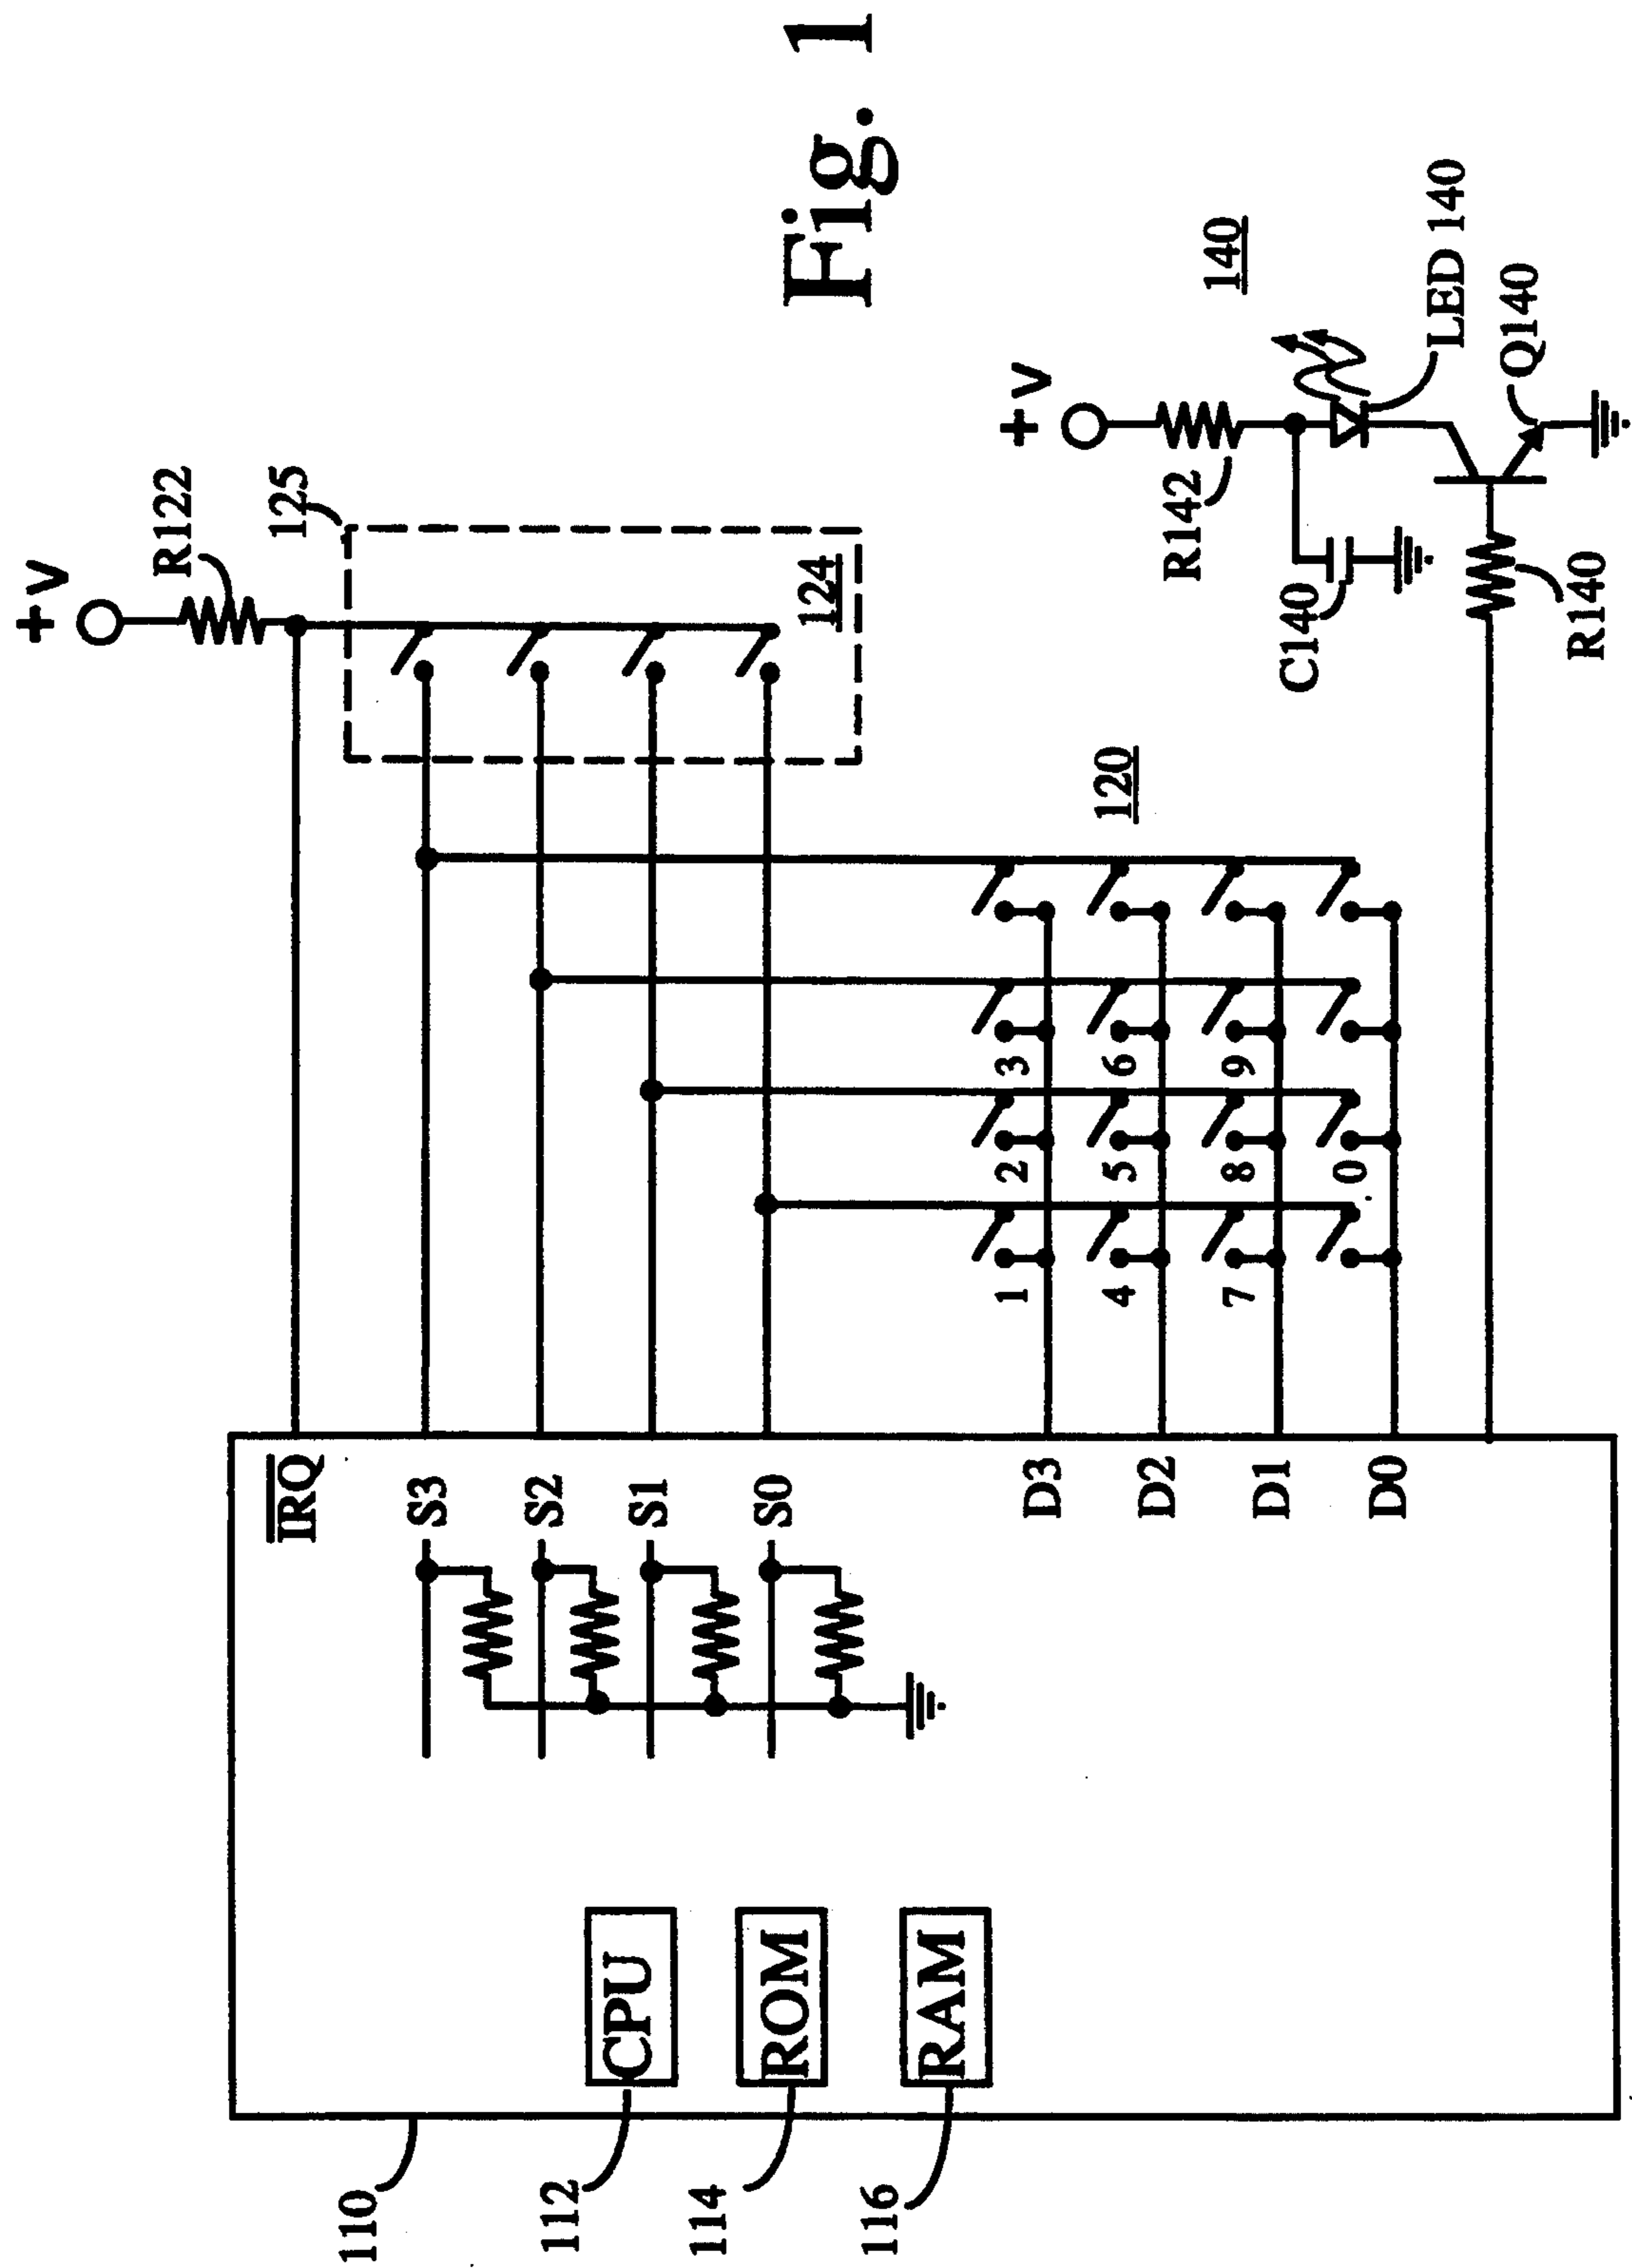 110
112
114
116
CPU
ROM
RAM
IRQ
S3
S2
S1
S0
D3
D2
D1
D0
1 2 3
4 5 6
7 8 9
0
120
+V
R122
125
124
+V
R142
C140
R140
140
LED 140
Q140
Fig. 1